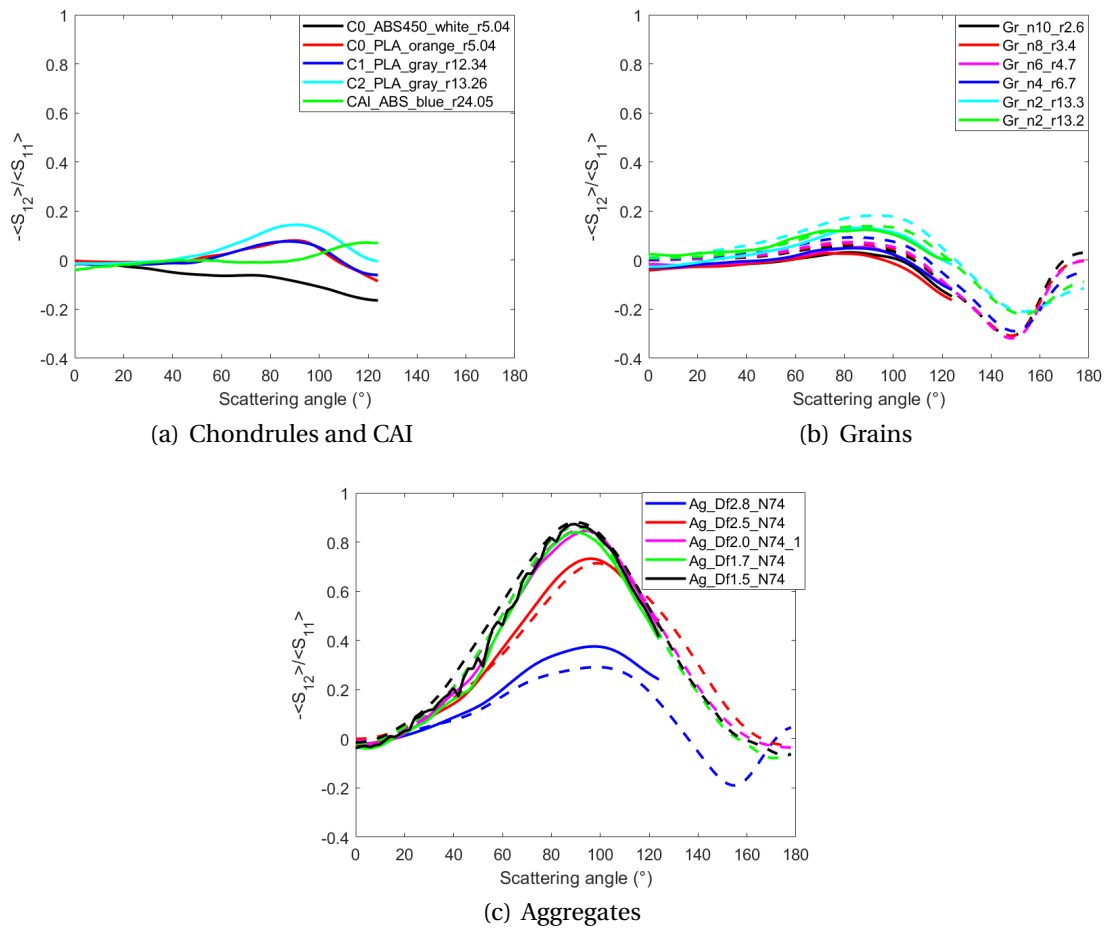 1
0.8
0.6
0.4
0.2
0
-0.2
-0.4
-<S12>/<S11>
0 20 40 60 80 100 120 140 160 180
Scattering angle (°)
C0_ABS450_white_r5.04
C0_PLA_orange_r5.04
C1_PLA_gray_r12.34
C2_PLA_gray_r13.26
CAI_ABS_blue_r24.05
(a) Chondrules and CAI
1
0.8
0.6
0.4
0.2
0
-0.2
-0.4
-<S12>/<S11>
0 20 40 60 80 100 120 140 160 180
Scattering angle (°)
Gr_n10_r2.6
Gr_n8_r3.4
Gr_n6_r4.7
Gr_n4_r6.7
Gr_n2_r13.3
Gr_n2_r13.2
(b) Grains
1
0.8
0.6
0.4
0.2
0
-0.2
-0.4
-<S12>/<S11>
0 20 40 60 80 100 120 140 160 180
Scattering angle (°)
Ag_Df2.8_N74
Ag_Df2.5_N74
Ag_Df2.0_N74_1
Ag_Df1.7_N74
Ag_Df1.5_N74
(c) Aggregates